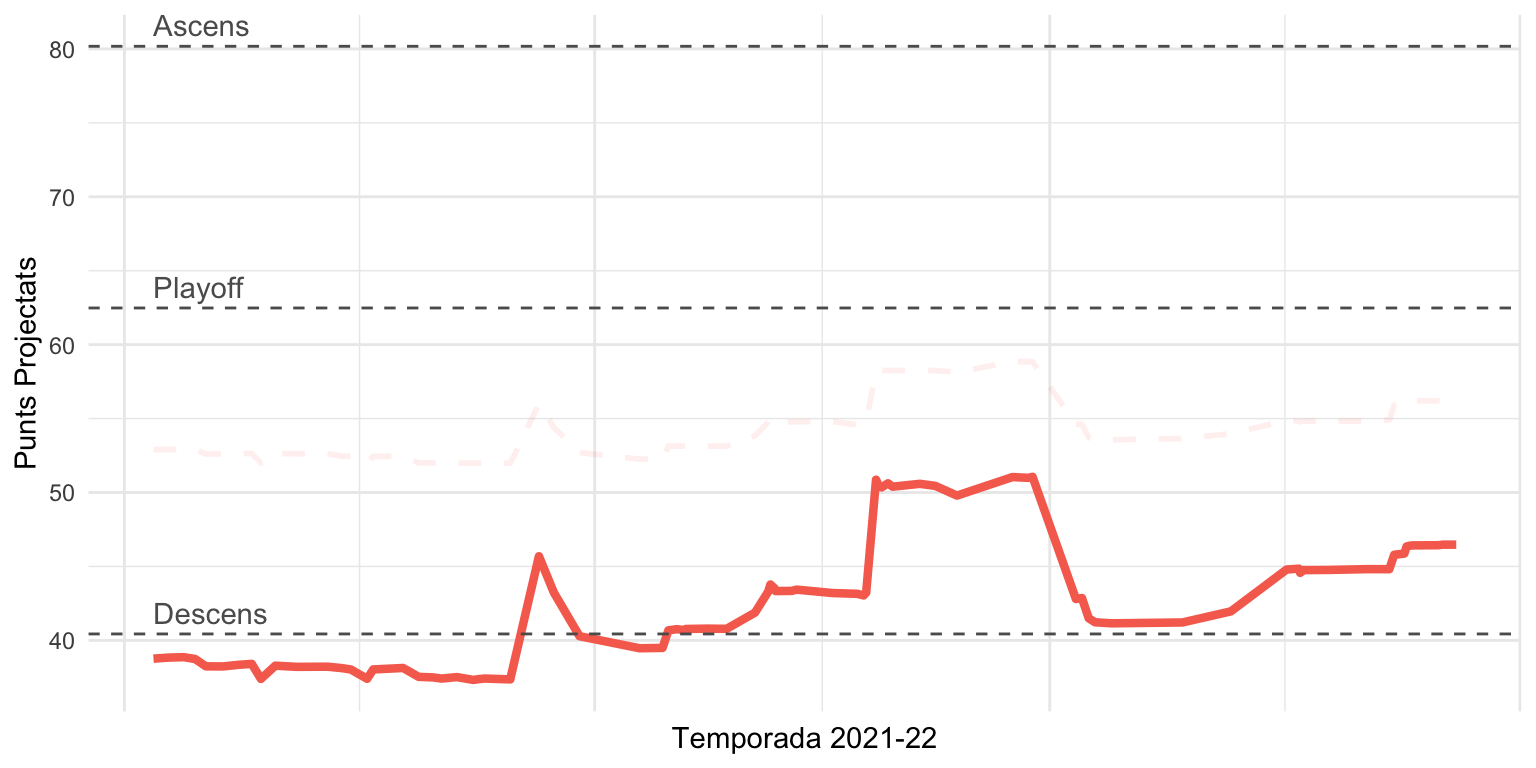 Ascens
80
70
Playoff
60
50
Descens
40
Punts Projectats
Temporada 2021-22